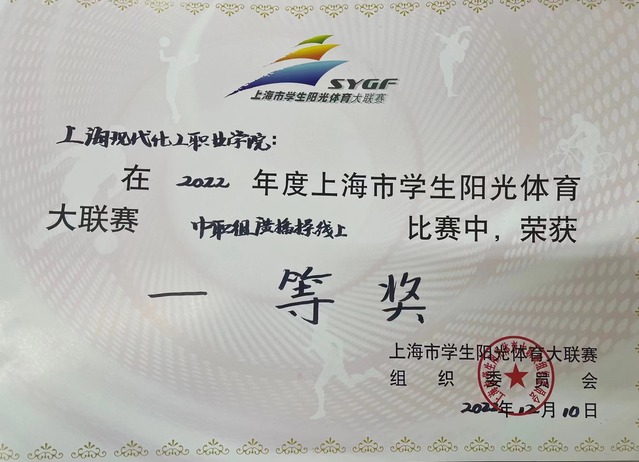 SYGF
上海市学生阳光体育大联赛
上海现代化工职业学院：
在 2022 年度上海市学生阳光体育
大联赛 中职组广播操线上 比赛中，荣获
一等奖
上海市学生阳光体育大联赛
组织委员会
2022年12月10日